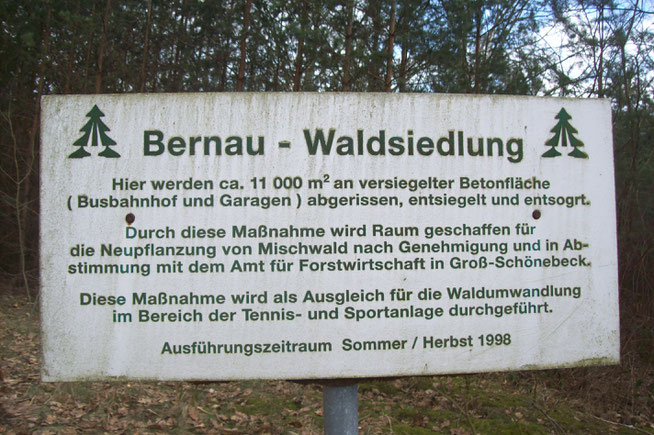 Bernau - Waldsiedlung
Hier werden ca. 11 000 m² an versiegelter Betonfläche
( Busbahnhof und Garagen ) abgerissen, entsiegelt und entsogrt.
Durch diese Maßnahme wird Raum geschaffen für
die Neupflanzung von Mischwald nach Genehmigung und in Ab-
stimmung mit dem Amt für Forstwirtschaft in Groß-Schönebeck.
Diese Maßnahme wird als Ausgleich für die Waldumwandlung
im Bereich der Tennis- und Sportanlage durchgeführt.
Ausführungszeitraum Sommer / Herbst 1998